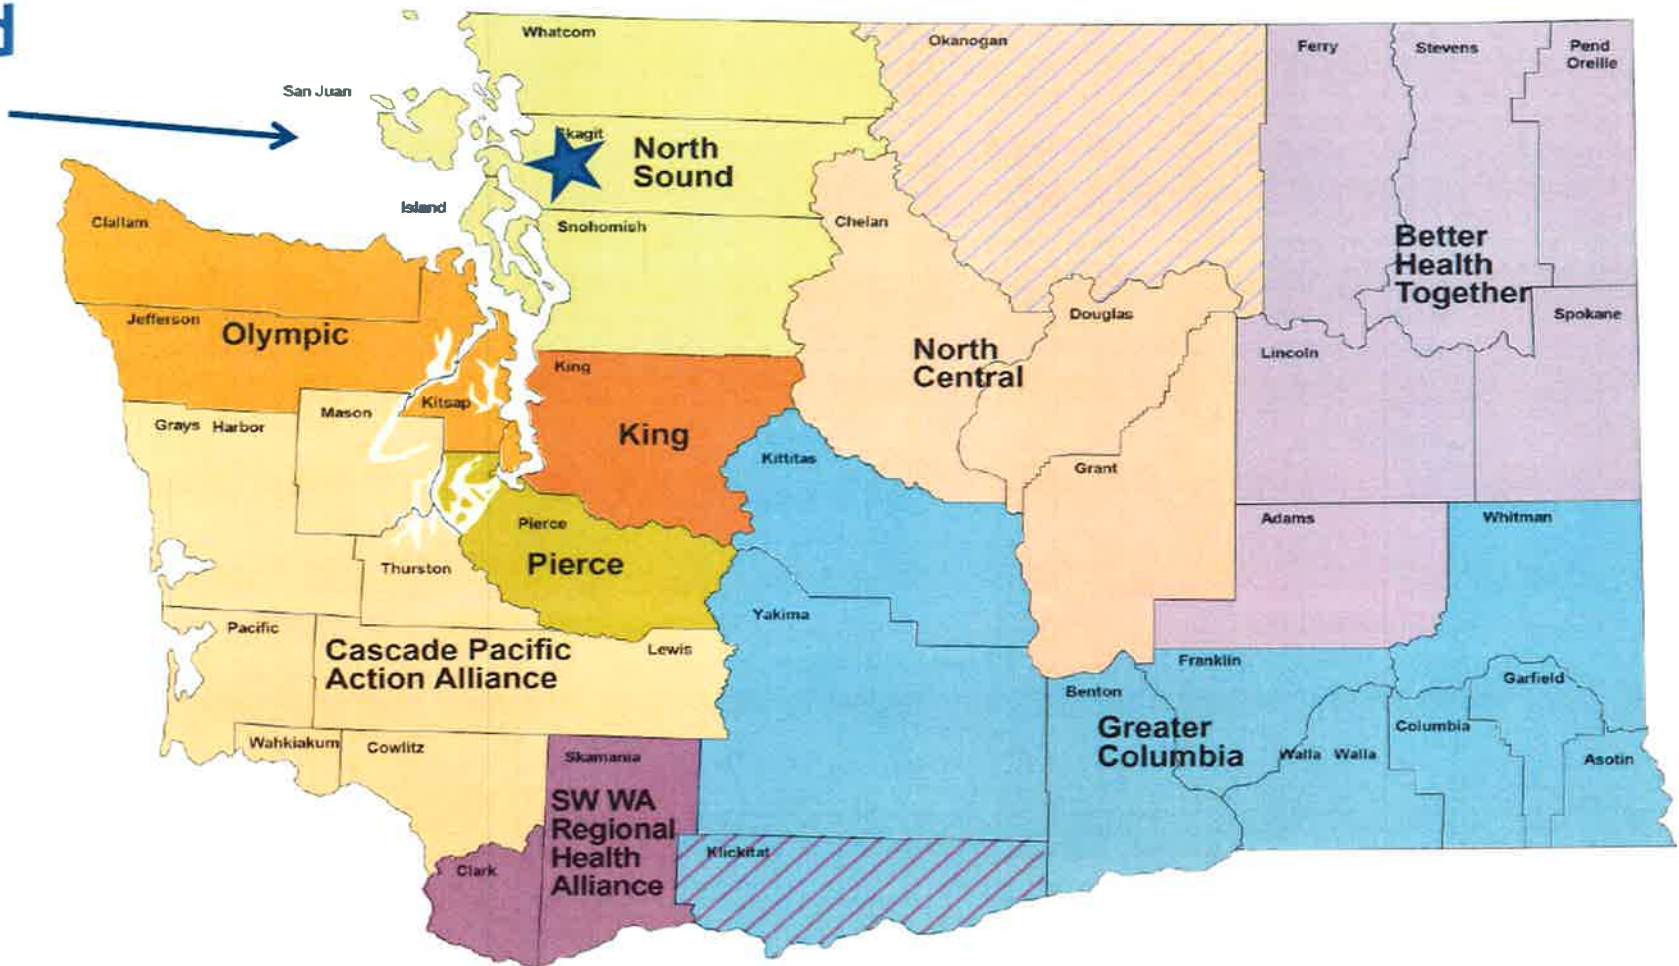 d
Whatcom
Okanogan
Ferry
Stevens
Pend
Oreille
San Juan
Skagit
North
Sound
Island
Clallam
Snohomish
Chelan
Better
Health
Together
Jefferson
Olympic
Douglas
Spokane
North
Central
Lincoln
King
King
Mason
Kitsap
Grays Harbor
Kittitas
Grant
Pierce
Pierce
Adams
Whitman
Thurston
Yakima
Pacific
Cascade Pacific
Action Alliance
Lewis
Franklin
Benton
Garfield
Greater
Columbia
Columbia
Walla Walla
Asotin
Wahkiakum
Cowlitz
Skamania
SW WA
Regional
Health
Alliance
Klickitat
Clark